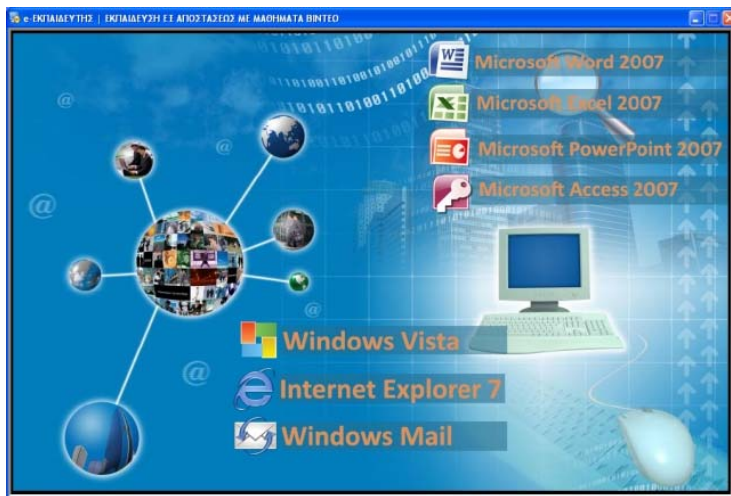 e-ΕΚΠΑΙΔΕΥΤΗΣ | ΕΚΠΑΙΔΕΥΣΗ ΕΞ ΑΠΟΣΤΑΣΕΩΣ ΜΕ ΜΑΘΗΜΑΤΑ ΒΙΝΤΕΟ
Microsoft Word 2007
Microsoft Excel 2007
Microsoft PowerPoint 2007
Microsoft Access 2007
Windows Vista
Internet Explorer 7
Windows Mail